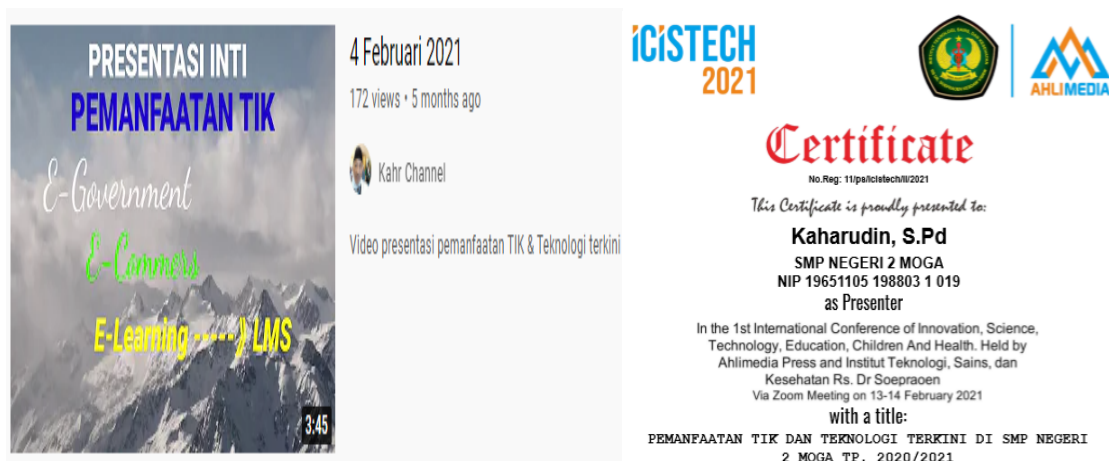 PRESENTASI INTI
PEMANFAATAN TIK
E-Government
E-Commers
E-Learning -----》 LMS
3:45
4 Februari 2021
172 views • 5 months ago
Kahr Channel
Video presentasi pemanfaatan TIK & Teknologi terkini
iCiSTECH
2021
AHLIMEDIA
Certificate
No.Reg: 11/ps/icistech/II/2021
This Certificate is proudly presented to:
Kaharudin, S.Pd
SMP NEGERI 2 MOGA
NIP 19651105 198803 1 019
as Presenter
In the 1st International Conference of Innovation, Science,
Technology, Education, Children And Health. Held by
Ahlimedia Press and Institut Teknologi, Sains, dan
Kesehatan Rs. Dr Soepraoen
Via Zoom Meeting on 13-14 February 2021
with a title:
PEMANFAATAN TIK DAN TEKNOLOGI TERKINI DI SMP NEGERI
2 MOGA TP. 2020/2021